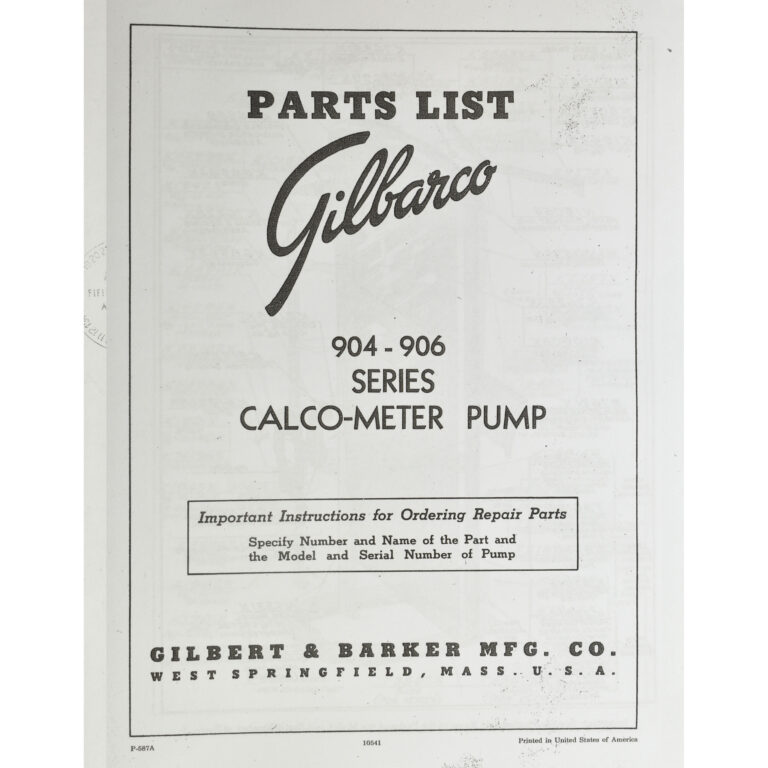 PARTS LIST
Gilbarco
904 - 906
SERIES
CALCO-METER PUMP
Important Instructions for Ordering Repair Parts
Specify Number and Name of the Part and
the Model and Serial Number of Pump
GILBERT & BARKER MFG. CO.
WEST SPRINGFIELD, MASS. U. S. A.
P-587A 10541 Printed in United States of America